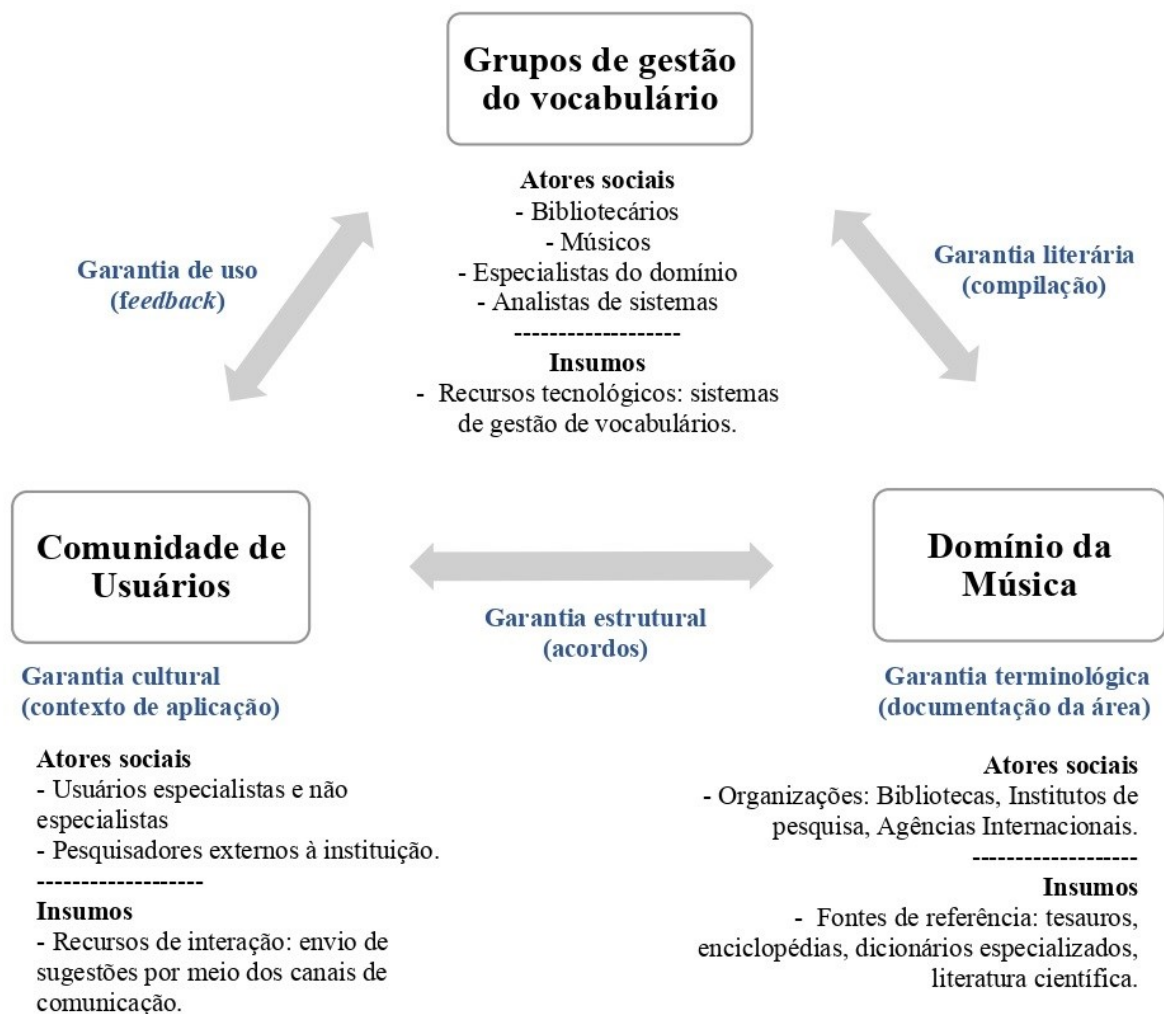 Grupos de gestão
do vocabulário
Atores sociais
- Bibliotecários
- Músicos
- Especialistas do domínio
- Analistas de sistemas
-------------------
Insumos
- Recursos tecnológicos: sistemas
de gestão de vocabulários.
Garantia de uso
(feedback)
Garantia literária
(compilação)
Comunidade de
Usuários
Garantia estrutural
(acordos)
Domínio da
Música
Garantia cultural
(contexto de aplicação)
Atores sociais
- Usuários especialistas e não
especialistas
- Pesquisadores externos à instituição.
-------------------
Insumos
- Recursos de interação: envio de
sugestões por meio dos canais de
comunicação.
Garantia terminológica
(documentação da área)
Atores sociais
- Organizações: Bibliotecas, Institutos de
pesquisa, Agências Internacionais.
-------------------
Insumos
- Fontes de referência: tesauros,
enciclopédias, dicionários especializados,
literatura científica.